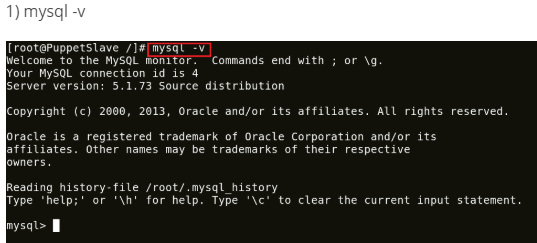 1) mysql -v
[root@PuppetSlave /]# mysql -v
Welcome to the MySQL monitor.  Commands end with ; or \g.
Your MySQL connection id is 4
Server version: 5.1.73 Source distribution
Copyright (c) 2000, 2013, Oracle and/or its affiliates. All rights reserved.
Oracle is a registered trademark of Oracle Corporation and/or its
affiliates. Other names may be trademarks of their respective
owners.
Reading history-file /root/.mysql_history
Type 'help;' or '\h' for help. Type '\c' to clear the current input statement.
mysql>